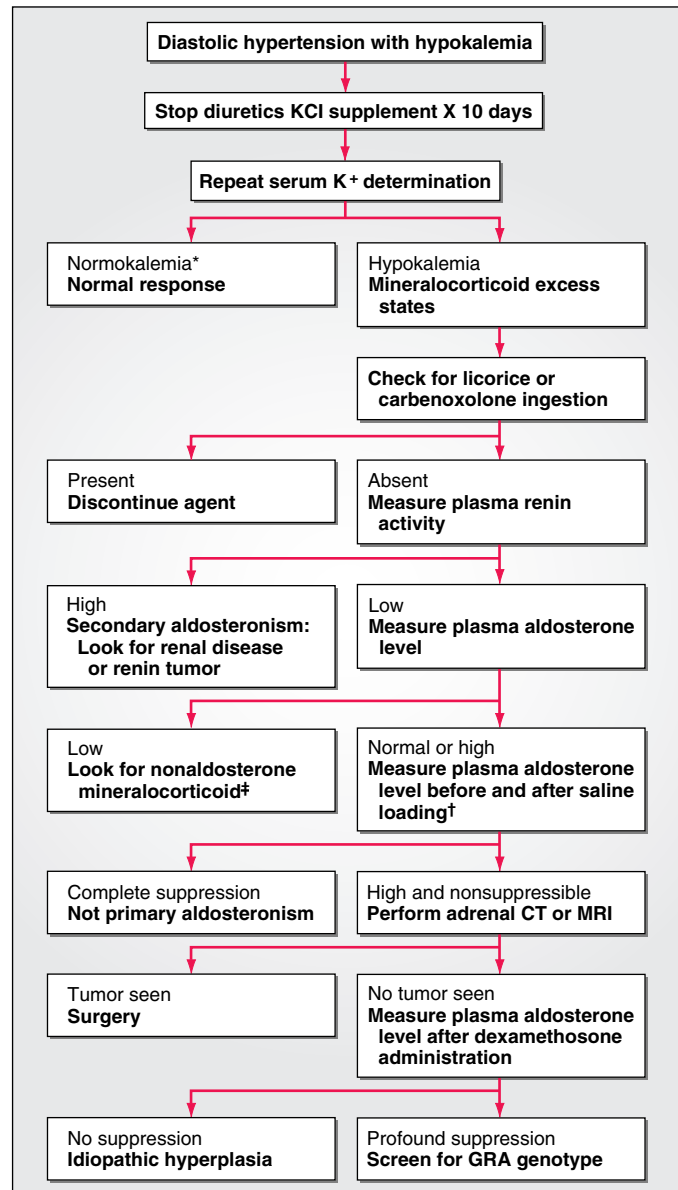 Diastolic hypertension with hypokalemia
Stop diuretics KCI supplement X 10 days
Repeat serum K+ determination
Normokalemia*
Normal response
Hypokalemia
Mineralocorticoid excess
states
Check for licorice or
carbenoxolone ingestion
Present
Discontinue agent
Absent
Measure plasma renin
activity
High
Secondary aldosteronism:
Look for renal disease
or renin tumor
Low
Measure plasma aldosterone
level
Low
Look for nonaldosterone
mineralocorticoid‡
Normal or high
Measure plasma aldosterone
level before and after saline
loading†
Complete suppression
Not primary aldosteronism
High and nonsuppressible
Perform adrenal CT or MRI
Tumor seen
Surgery
No tumor seen
Measure plasma aldosterone
level after dexamethosone
administration
No suppression
Idiopathic hyperplasia
Profound suppression
Screen for GRA genotype